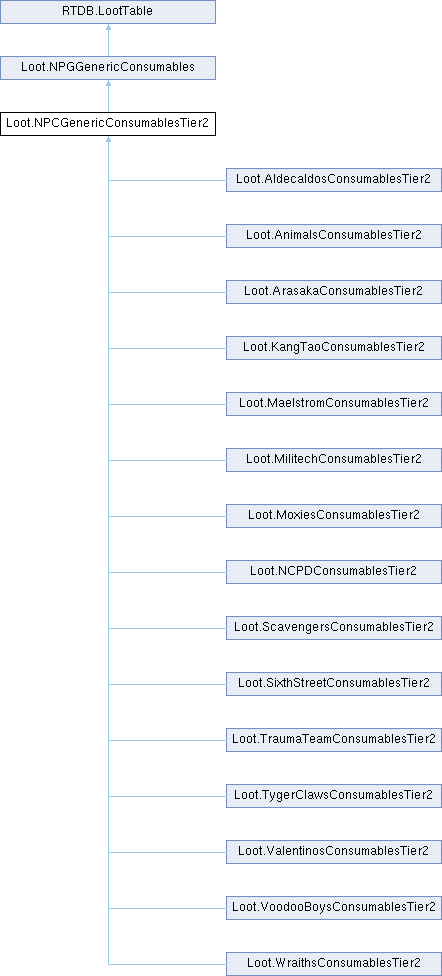 RTDB.LootTable
Loot.NPGGenericConsumables
Loot.NPCGenericConsumablesTier2
Loot.AldecaldosConsumablesTier2
Loot.AnimalsConsumablesTier2
Loot.ArasakaConsumablesTier2
Loot.KangTaoConsumablesTier2
Loot.MaelstromConsumablesTier2
Loot.MilitechConsumablesTier2
Loot.MoxiesConsumablesTier2
Loot.NCPDConsumablesTier2
Loot.ScavengersConsumablesTier2
Loot.SixthStreetConsumablesTier2
Loot.TraumaTeamConsumablesTier2
Loot.TygerClawsConsumablesTier2
Loot.ValentinosConsumablesTier2
Loot.VoodooBoysConsumablesTier2
Loot.WraithsConsumablesTier2